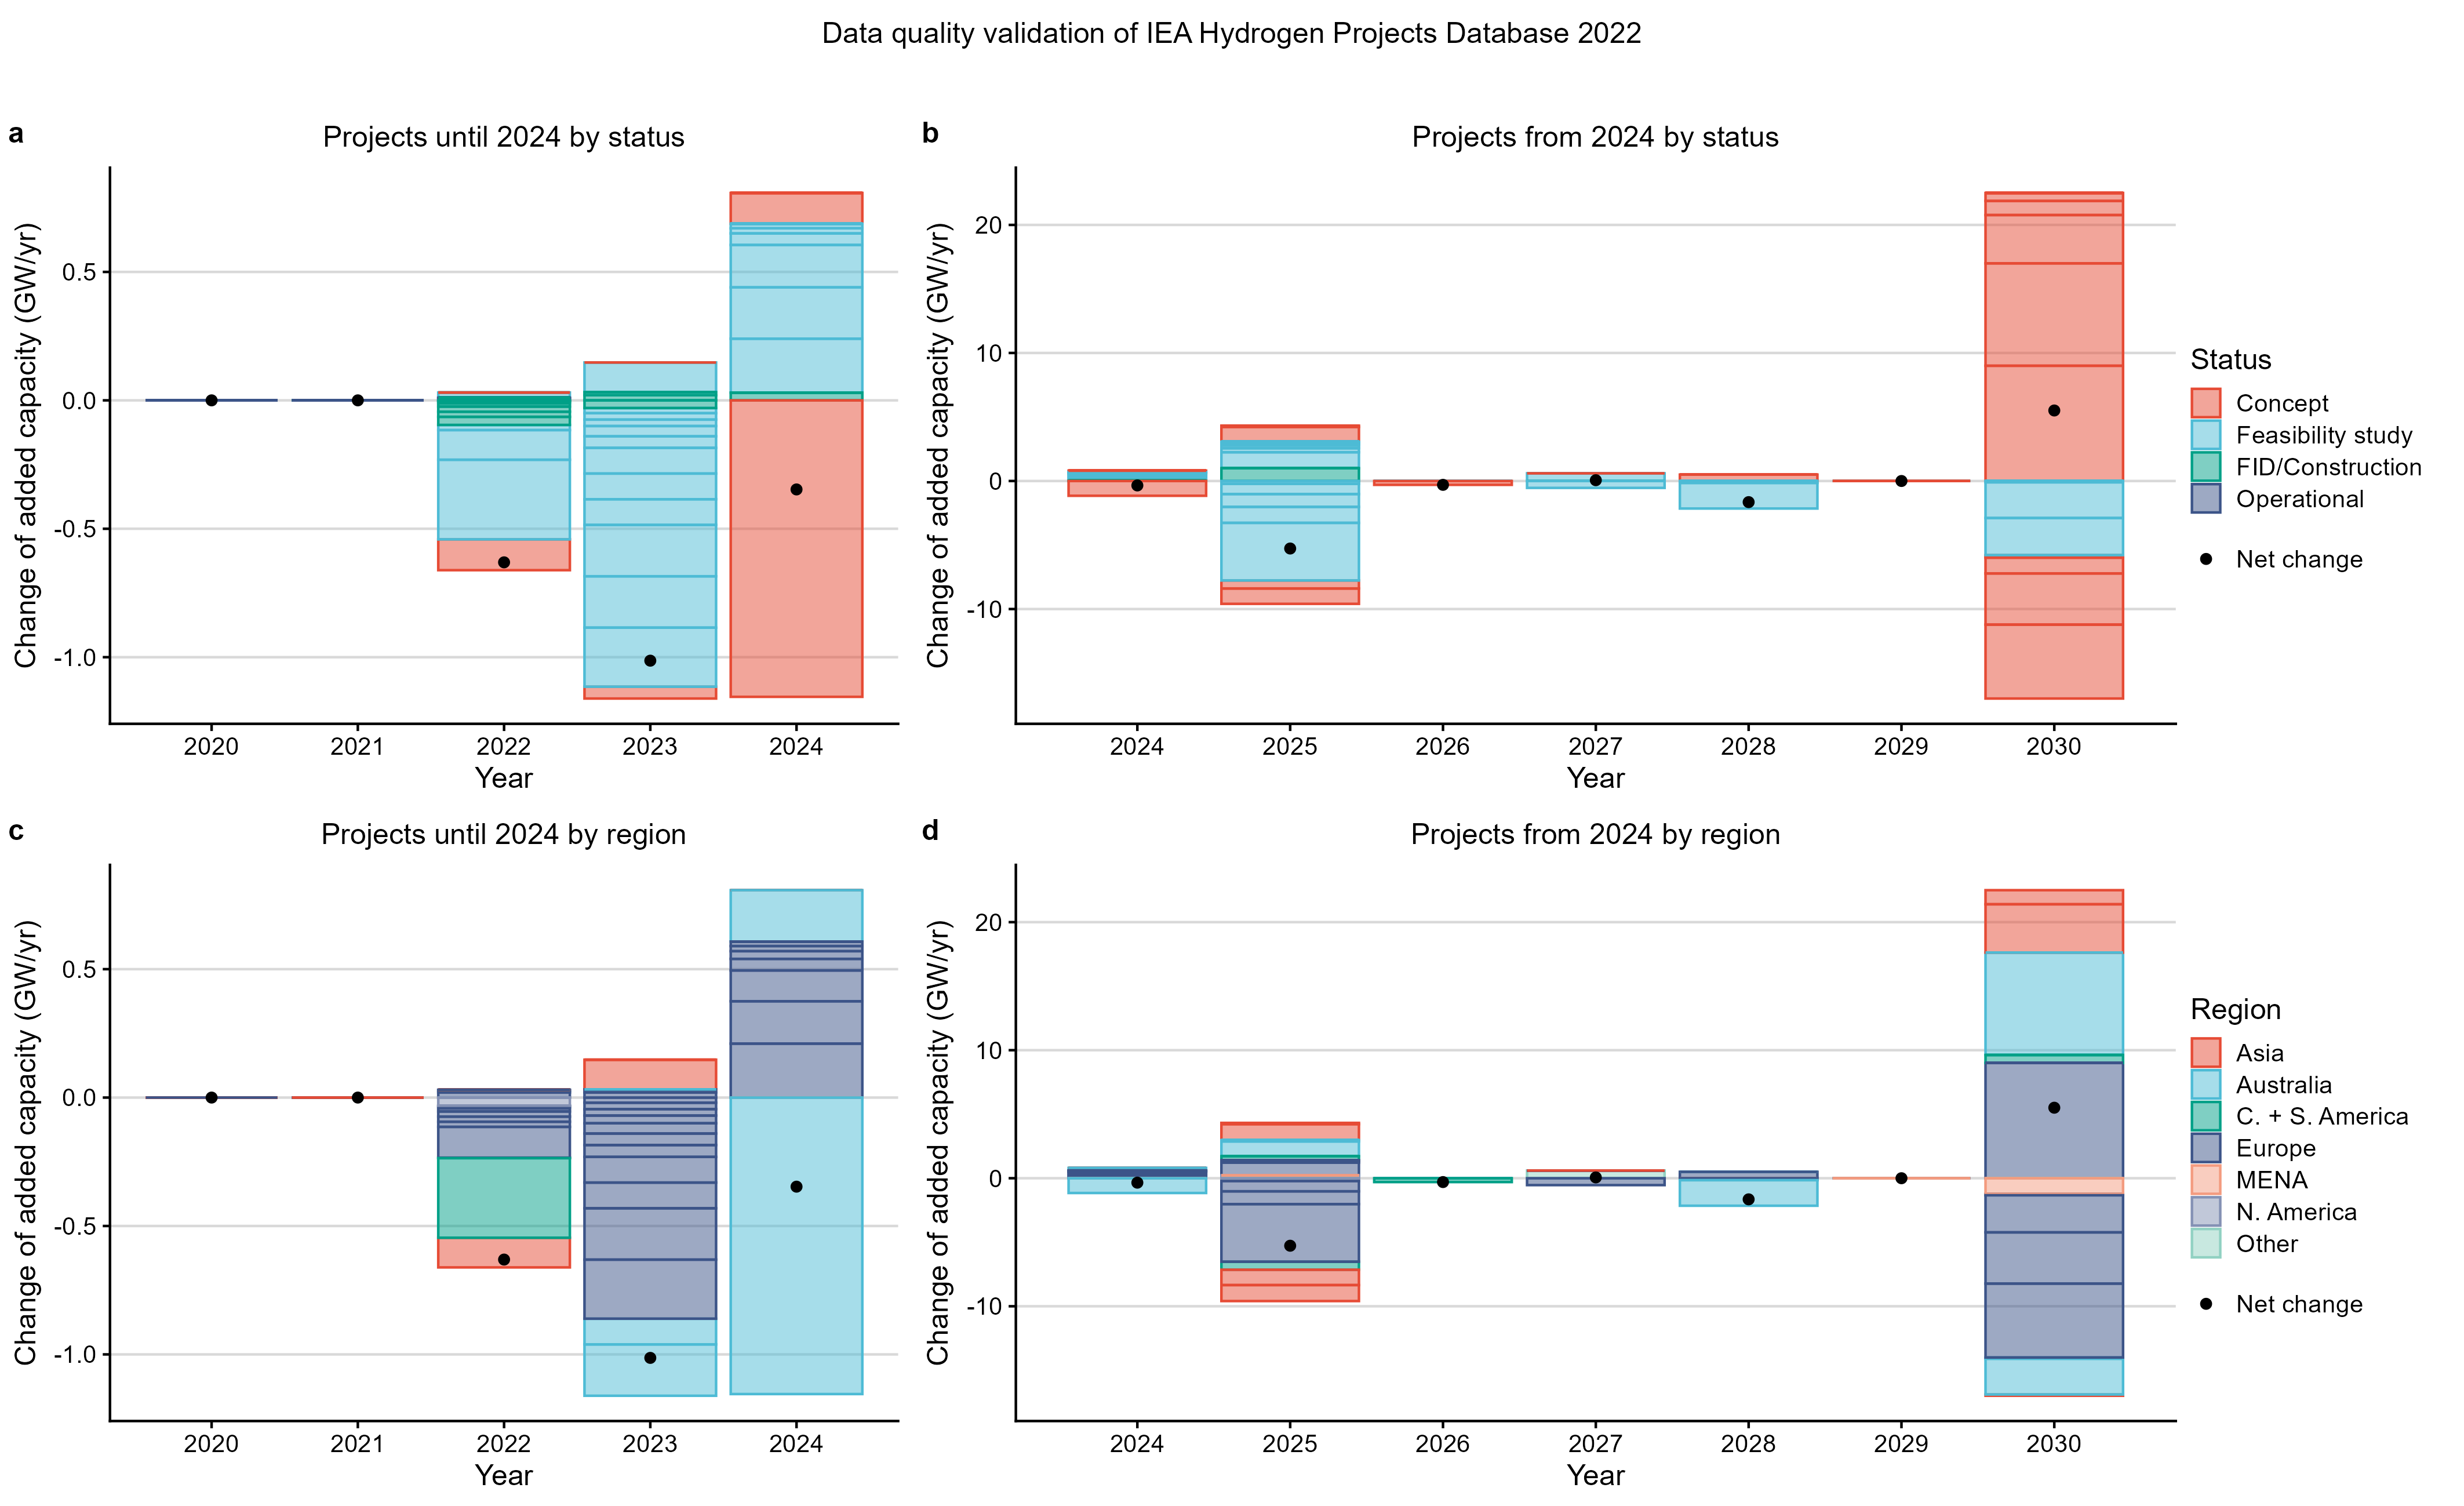 Data quality validation of IEA Hydrogen Projects Database 2022
a
Projects until 2024 by status
Change of added capacity (GW/yr)
0.5
0.0
-0.5
-1.0
2020 2021 2022 2023 2024
Year
b
Projects from 2024 by status
Change of added capacity (GW/yr)
20
10
0
-10
2024 2025 2026 2027 2028 2029 2030
Year
Status
Concept
Feasibility study
FID/Construction
Operational
Net change
c
Projects until 2024 by region
Change of added capacity (GW/yr)
0.5
0.0
-0.5
-1.0
2020 2021 2022 2023 2024
Year
d
Projects from 2024 by region
Change of added capacity (GW/yr)
20
10
0
-10
2024 2025 2026 2027 2028 2029 2030
Year
Region
Asia
Australia
C. + S. America
Europe
MENA
N. America
Other
Net change